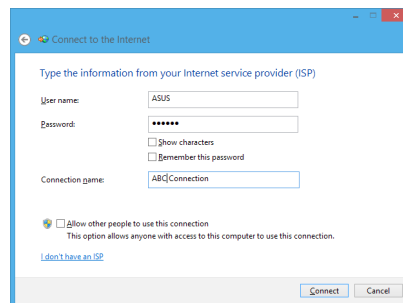 Connect to the Internet
Type the information from your Internet service provider (ISP)
User name: ASUS
Password: ••••••
Show characters
Remember this password
Connection name: ABC Connection
Allow other people to use this connection
This option allows anyone with access to this computer to use this connection.
I don't have an ISP
Connect Cancel